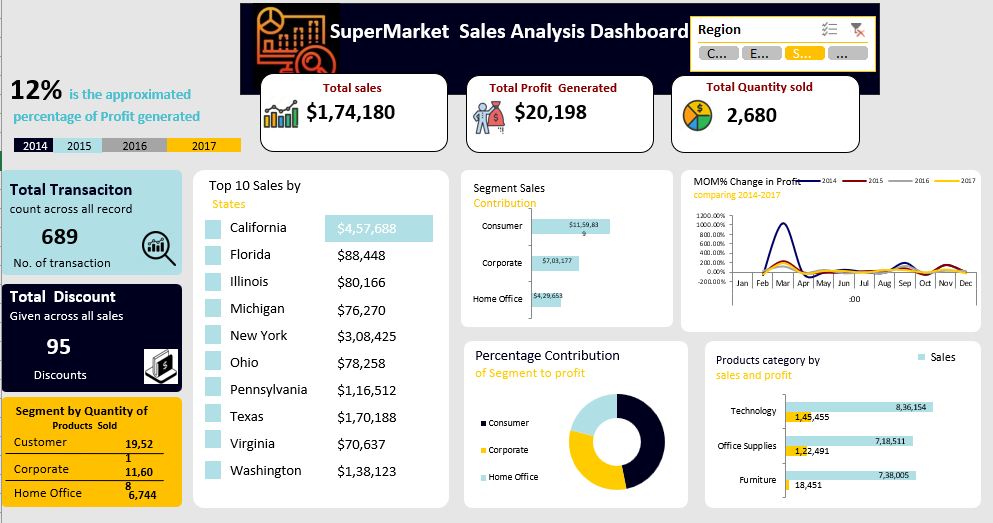 SuperMarket Sales Analysis Dashboard
Region
C...
E...
S...
...
12% is the approximated
percentage of Profit generated
2014
2015
2016
2017
Total sales
$1,74,180
Total Profit Generated
$20,198
Total Quantity sold
2,680
Total Transaciton
count across all record
689
No. of transaction
Total Discount
Given across all sales
95
Discounts
Segment by Quantity of
Products Sold
Customer 19,52
1
Corporate 11,60
8
Home Office 6,744
Top 10 Sales by
States
California $4,57,688
Florida $88,448
Illinois $80,166
Michigan $76,270
New York $3,08,425
Ohio $78,258
Pennsylvania $1,16,512
Texas $1,70,188
Virginia $70,637
Washington $1,38,123
Segment Sales
Contribution
Consumer $11,59,83
9
Corporate $7,03,177
Home Office $4,29,653
MOM% Change in Profit
comparing 2014-2017
2014
2015
2016
2017
1200.00%
1000.00%
800.00%
600.00%
400.00%
200.00%
0.00%
-200.00%
Jan Feb Mar Apr May Jun Jul Aug Sep Oct Nov Dec
:00
Percentage Contribution
of Segment to profit
Consumer
Corporate
Home Office
Products category by
sales and profit
Sales
Technology 8,36,154
1,45,455
Office Supplies 7,18,511
1,22,491
Furniture 7,38,005
18,451